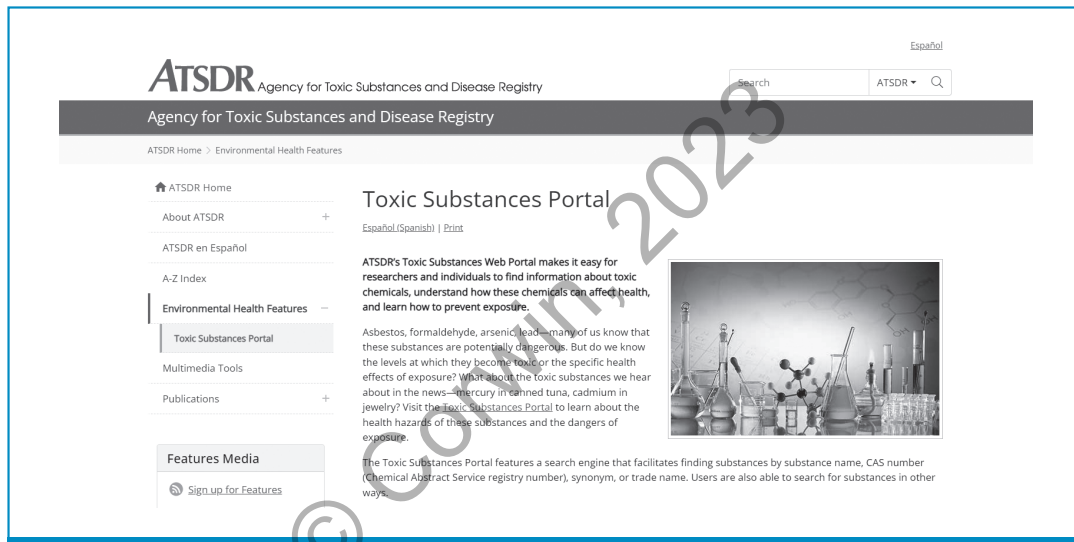 Español
ATSDR Agency for Toxic Substances and Disease Registry
Search
ATSDR
Agency for Toxic Substances and Disease Registry
ATSDR Home > Environmental Health Features
ATSDR Home
About ATSDR +
ATSDR en Español
A-Z Index
Environmental Health Features −
Toxic Substances Portal
Multimedia Tools
Publications +
Features Media
Sign up for Features
Toxic Substances Portal
Español (Spanish) | Print
ATSDR's Toxic Substances Web Portal makes it easy for
researchers and individuals to find information about toxic
chemicals, understand how these chemicals can affect health,
and learn how to prevent exposure.
Asbestos, formaldehyde, arsenic, lead—many of us know that
these substances are potentially dangerous. But do we know
the levels at which they become toxic or the specific health
effects of exposure? What about the toxic substances we hear
about in the news—mercury in canned tuna, cadmium in
jewelry? Visit the Toxic Substances Portal to learn about the
health hazards of these substances and the dangers of
exposure.
The Toxic Substances Portal features a search engine that facilitates finding substances by substance name, CAS number
(Chemical Abstract Service registry number), synonym, or trade name. Users are also able to search for substances in other
ways.
© Corwin, 2023